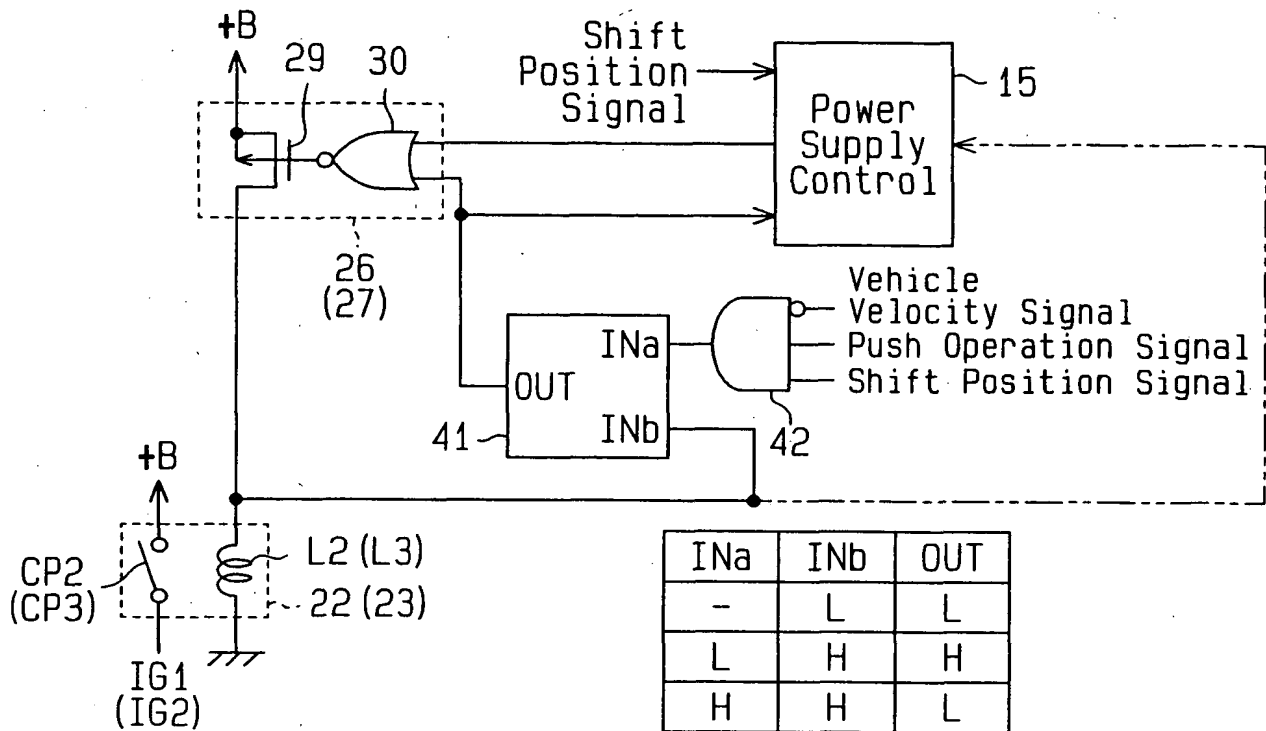 +B
29
30
Shift
Position
Signal
Power
Supply
Control
15
26
(27)
Vehicle
Velocity Signal
Push Operation Signal
Shift Position Signal
INa
OUT
INb
41
42
+B
CP2
(CP3)
L2(L3)
22(23)
IG1
(IG2)
INa INb OUT
- L L
L H H
H H L